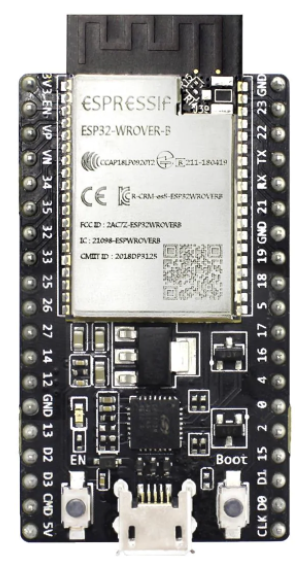 3V3
EN
VP
VN
34
35
32
33
25
26
27
14
12
GND
13
D2
D3
CMD
5V
ESPRESSIF
ESP32-WROVER-B
CCAP18LP0920T2
R 211-180419
CE
R-CRM-es5-ESP32WROVERB
FCC ID : 2AC7Z-ESP32WROVERB
IC : 21098-ESPWROVERB
CMIIT ID : 2018DP3125
EN
Boot
GND
23
22
TX
RX
21
GND
19
18
5
17
16
4
0
2
15
D1
D0
CLK